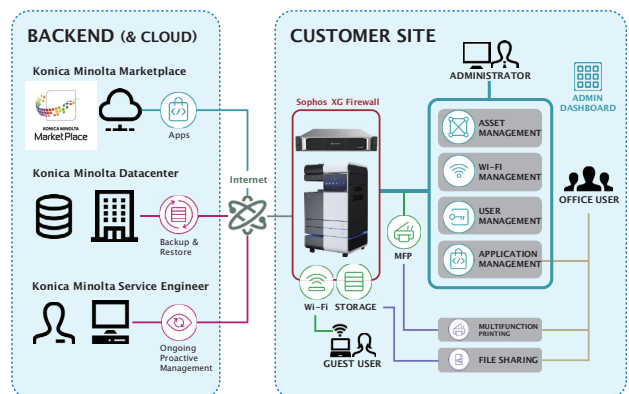 BACKEND (& CLOUD)
Konica Minolta Marketplace
KONICA MINOLTA
MarketPlace
Apps
Konica Minolta Datacenter
Backup &
Restore
Konica Minolta Service Engineer
Ongoing
Proactive
Management
Internet
CUSTOMER SITE
Sophos XG Firewall
Wi-Fi
STORAGE
MFP
GUEST USER
ADMINISTRATOR
ADMIN
DASHBOARD
ASSET
MANAGEMENT
WI-FI
MANAGEMENT
USER
MANAGEMENT
APPLICATION
MANAGEMENT
OFFICE USER
MULTIFUNCTION
PRINTING
FILE SHARING